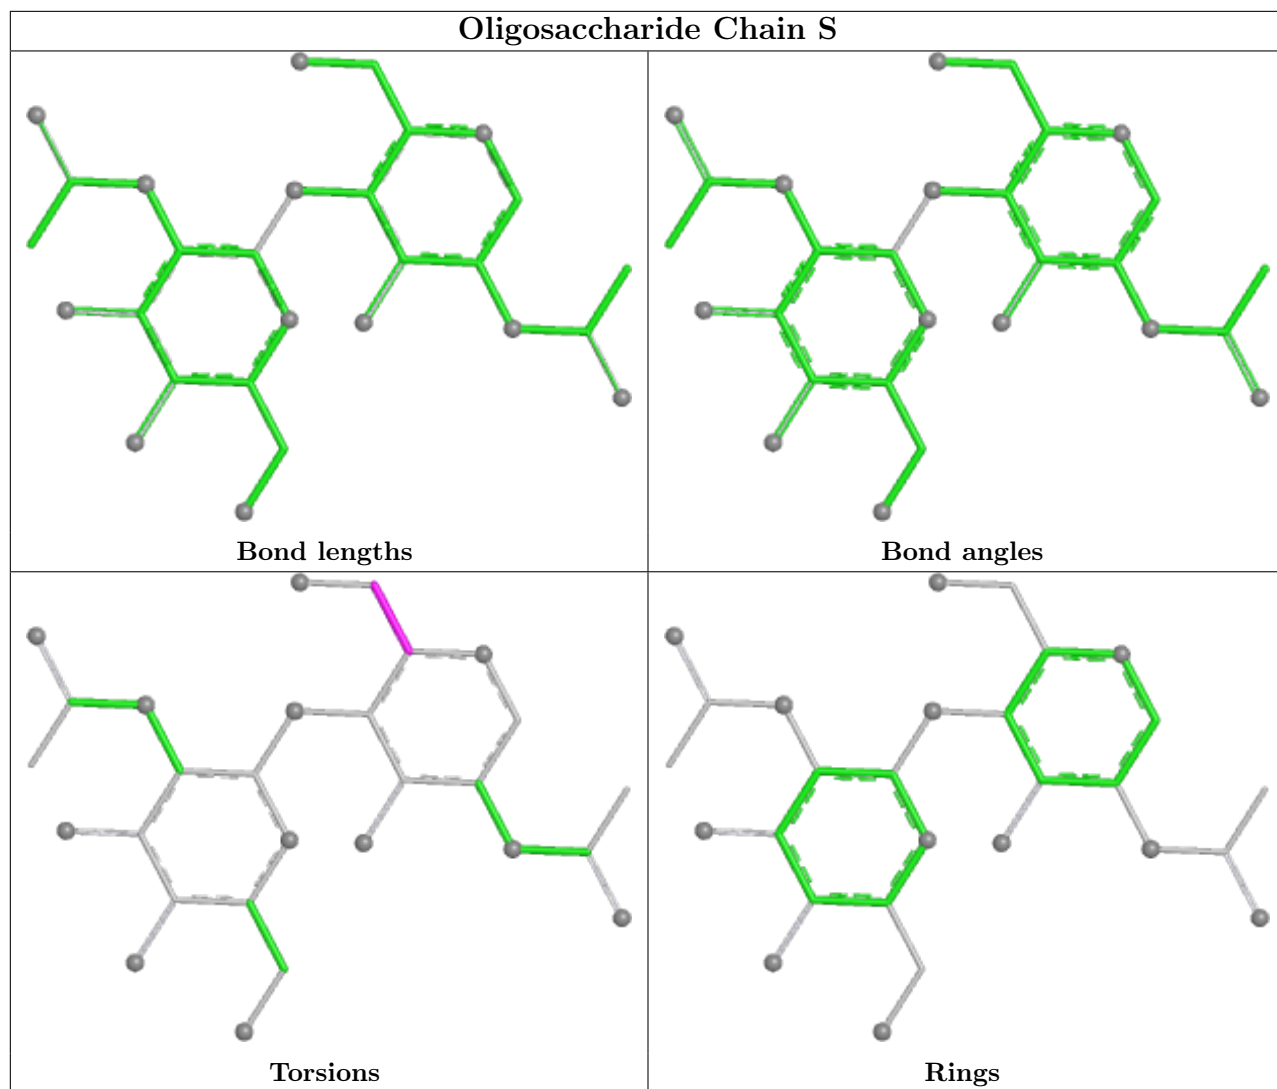 Oligosaccharide Chain S
Bond lengths
Bond angles
Torsions
Rings